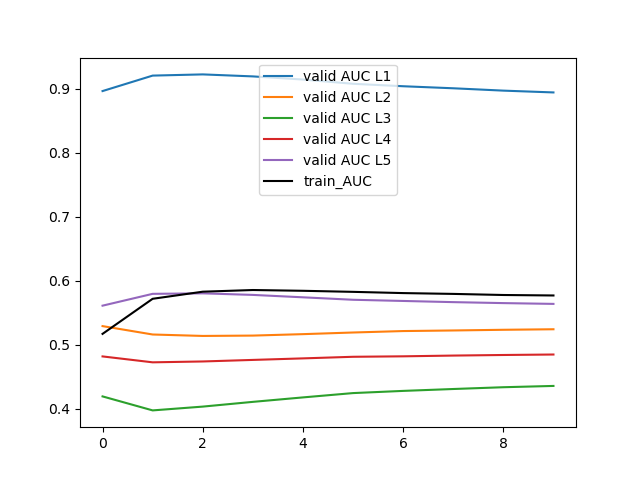 valid AUC L1
valid AUC L2
valid AUC L3
valid AUC L4
valid AUC L5
train_AUC
0.9
0.8
0.7
0.6
0.5
0.4
0 2 4 6 8